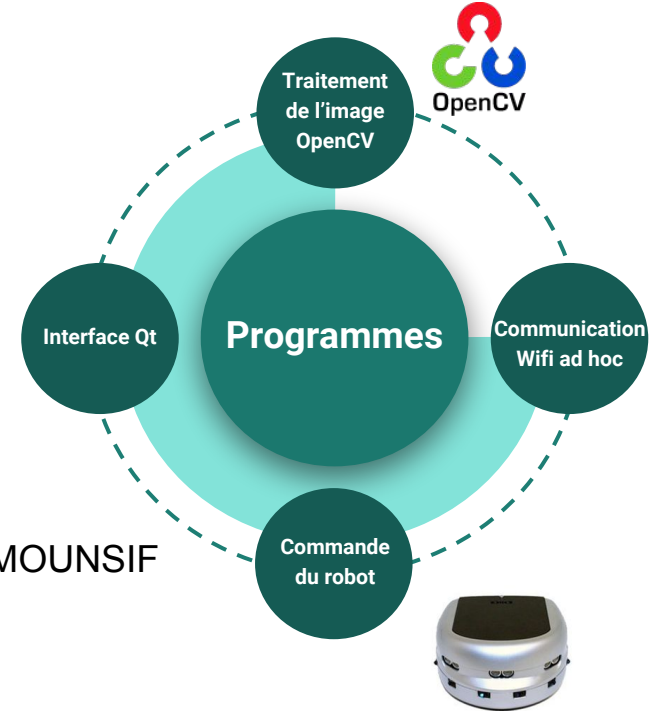 Traitement
de l’image
OpenCV
OpenCV
Interface Qt
Programmes
Communication
Wifi ad hoc
MOUNSIF
Commande
du robot